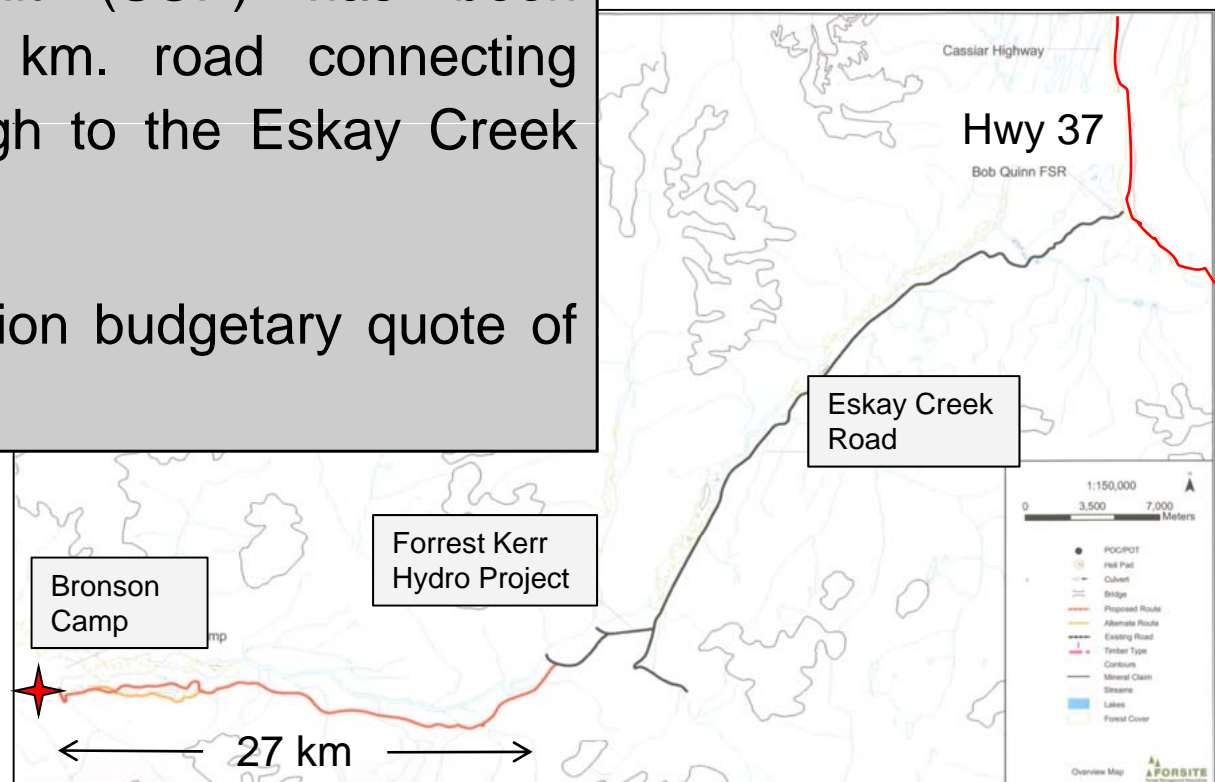 km. road connecting
to the Eskay Creek
budgetary quote of
Cassiar Highway
Hwy 37
Bob Quinn FSR
Eskay Creek
Road
Forrest Kerr
Hydro Project
Bronson
Camp
mp
27 km
1:150,000
0 3,500 7,000
Meters
POC/POT
Heli Pad
Culvert
Bridge
Proposed Route
Alternate Route
Existing Road
Timber Type
Contours
Mineral Claim
Streams
Lakes
Forest Cover
Overview Map
FORSITE